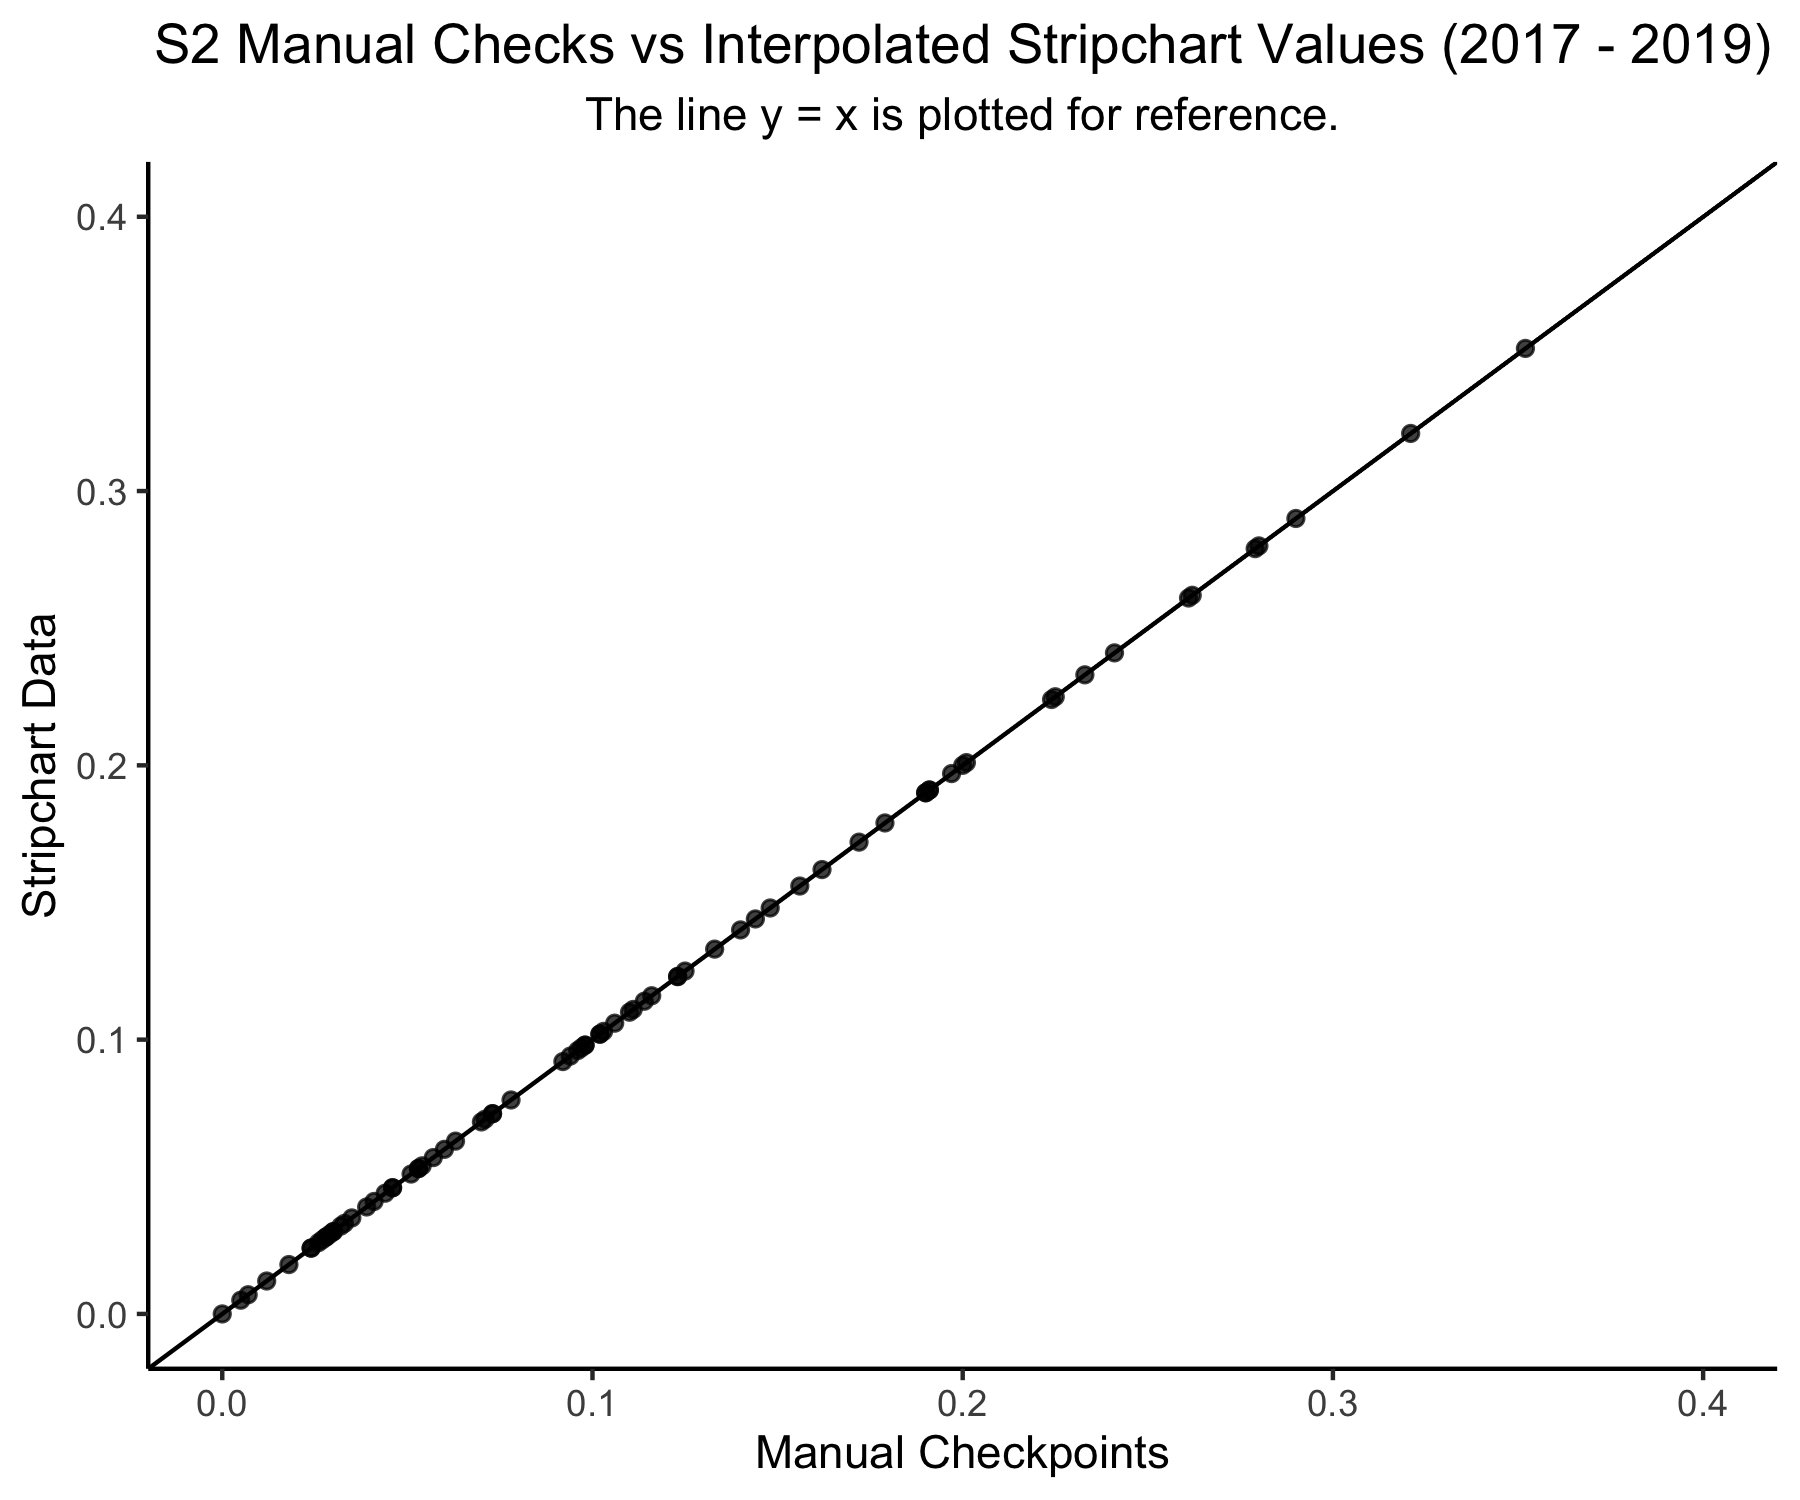 S2 Manual Checks vs Interpolated Stripchart Values (2017 - 2019)
The line y = x is plotted for reference.
0.4
0.3
0.2
0.1
0.0
Stripchart Data
0.0 0.1 0.2 0.3 0.4
Manual Checkpoints